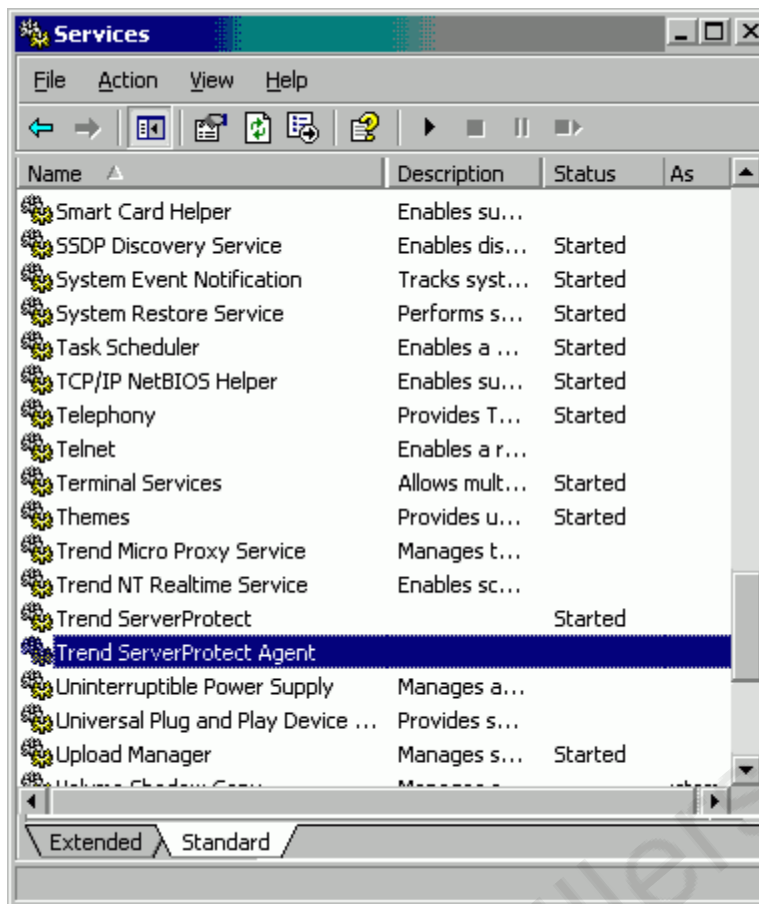 Services
File Action View Help
Name Description Status As
Smart Card Helper Enables su...
SSDP Discovery Service Enables dis... Started
System Event Notification Tracks syst... Started
System Restore Service Performs s... Started
Task Scheduler Enables a ... Started
TCP/IP NetBIOS Helper Enables su... Started
Telephony Provides T... Started
Telnet Enables a r...
Terminal Services Allows mult... Started
Themes Provides u... Started
Trend Micro Proxy Service Manages t...
Trend NT Realtime Service Enables sc...
Trend ServerProtect Started
Trend ServerProtect Agent
Uninterruptible Power Supply Manages a...
Universal Plug and Play Device ... Provides s...
Upload Manager Manages s... Started
Volume Shadow Copy
Extended Standard